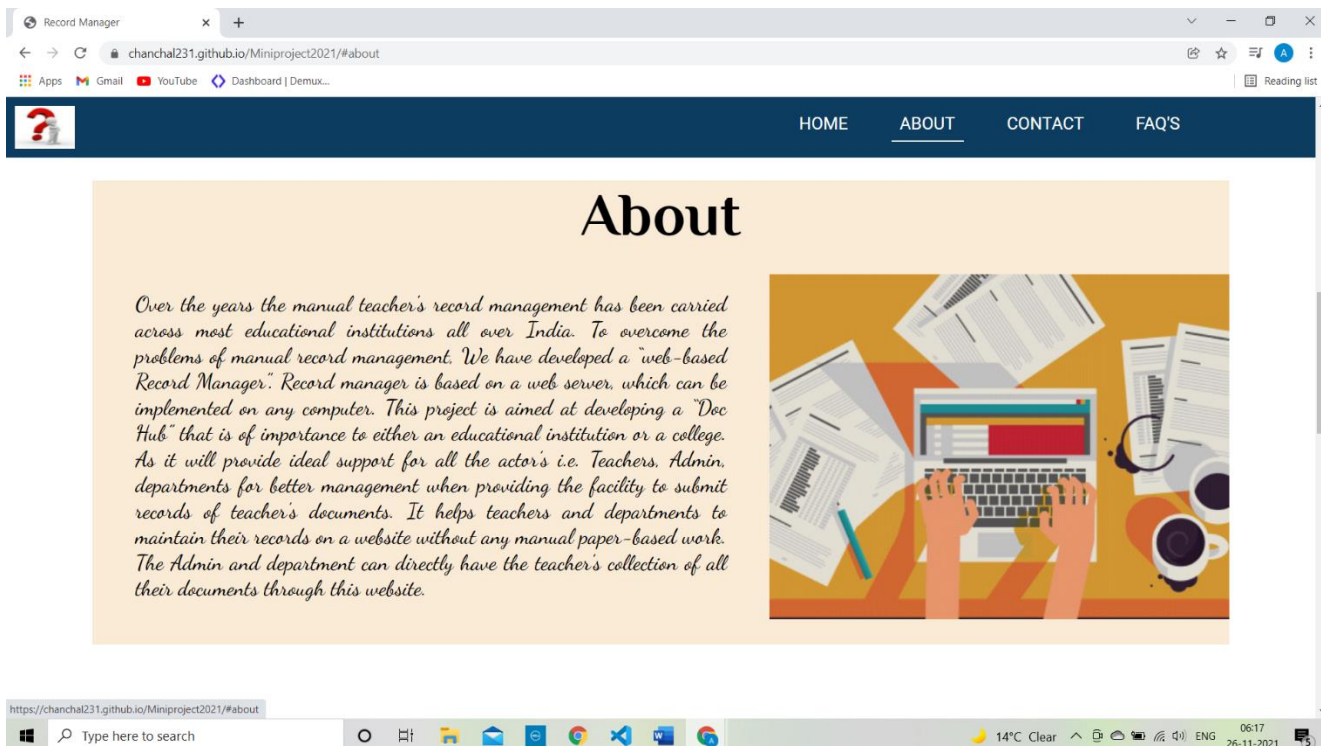 Record Manager
chanchal231.github.io/Miniproject2021/#about
A
Apps Gmail YouTube Dashboard | Demux... Reading list
HOME ABOUT CONTACT FAQ'S
About
Over the years the manual teacher's record management has been carried
across most educational institutions all over India. To overcome the
problems of manual record management, We have developed a "web-based
Record Manager". Record manager is based on a web server, which can be
implemented on any computer. This project is aimed at developing a "Doc
Hub" that is of importance to either an educational institution or a college.
As it will provide ideal support for all the actor's i.e. Teachers, Admin,
departments for better management when providing the facility to submit
records of teacher's documents. It helps teachers and departments to
maintain their records on a website without any manual paper-based work.
The Admin and department can directly have the teacher's collection of all
their documents through this website.
https://chanchal231.github.io/Miniproject2021/#about
Type here to search 14°C Clear ENG 06:17
26-11-2021 5